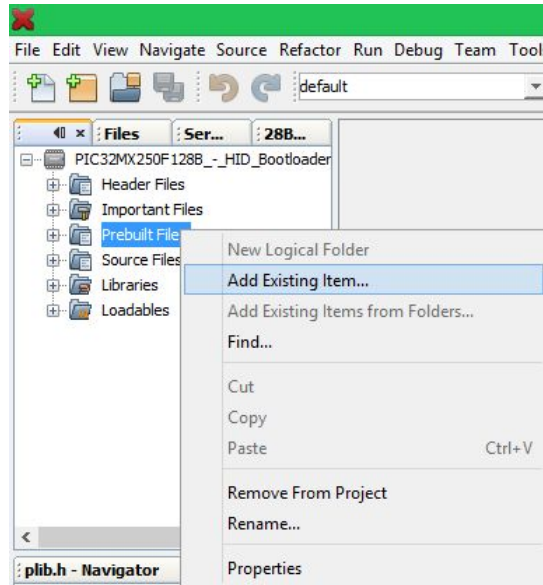 File Edit View Navigate Source Refactor Run Debug Team Tool
default
Files Ser... 28B...
PIC32MX250F128B_-_HID_Bootloader
Header Files
Important Files
Prebuilt File
Source Files
Libraries
Loadables
New Logical Folder
Add Existing Item...
Add Existing Items from Folders...
Find...
Cut
Copy
Paste Ctrl+V
Remove From Project
Rename...
Properties
plib.h - Navigator